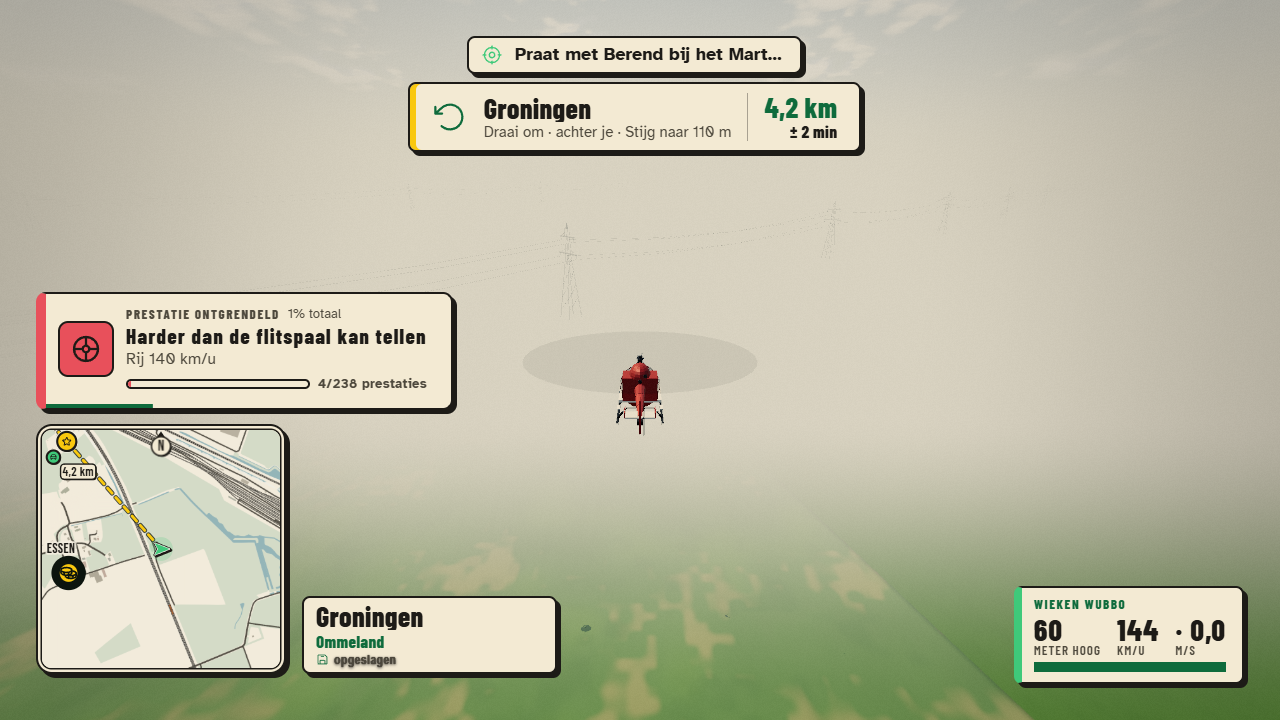 Praat met Berend bij het Mart...
Groningen
Draai om · achter je · Stijg naar 110 m
4,2 km
± 2 min
PRESTATIE ONTGRENDELD 1% totaal
Harder dan de flitspaal kan tellen
Rij 140 km/u
4/238 prestaties
N
4,2 km
ESSEN
Groningen
Ommeland
opgeslagen
WIEKEN WUBBO
60 144 · 0,0
METER HOOG KM/U M/S